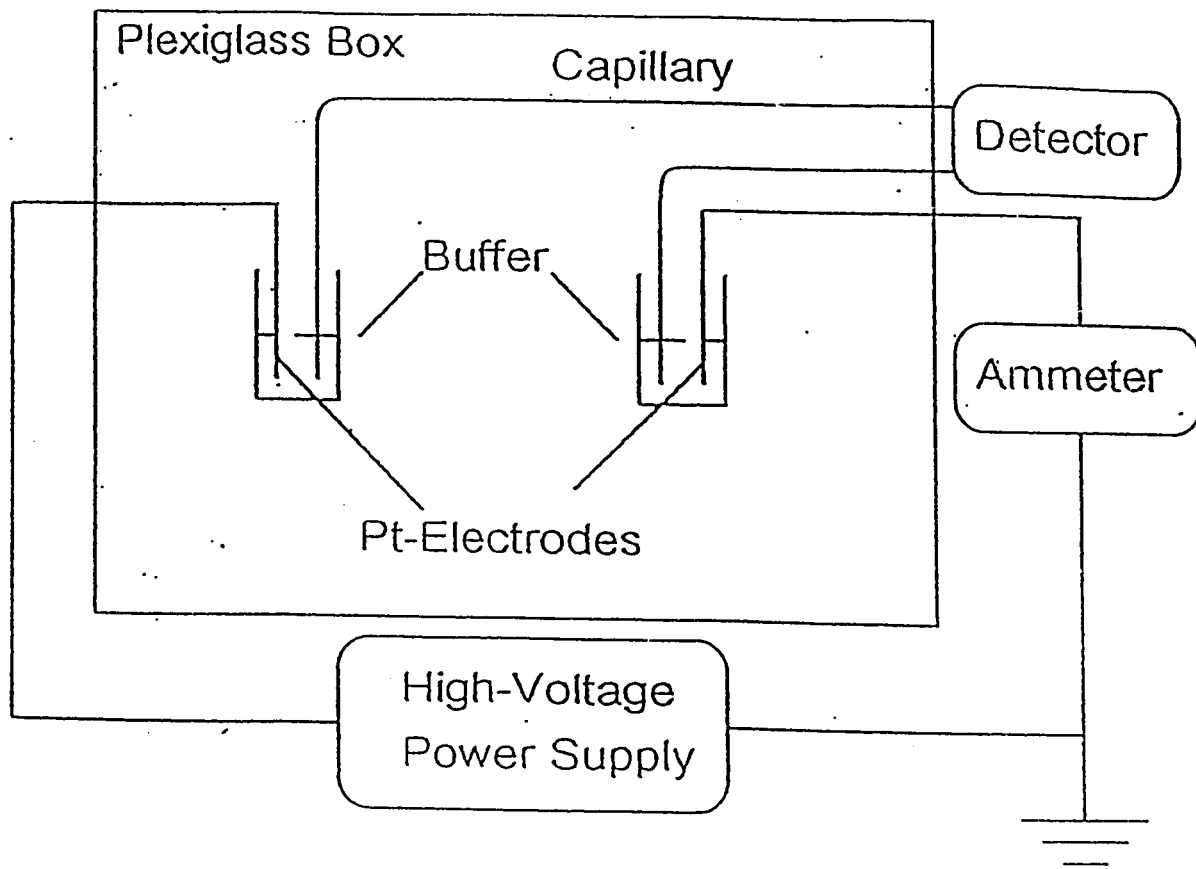 Plexiglass Box
Capillary
Detector
Buffer
Ammeter
Pt-Electrodes
High-Voltage
Power Supply